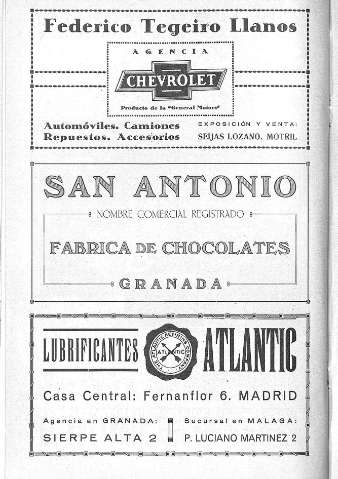 Federico Tegeiro Llanos
AGENCIA
CHEVROLET
Producto de la "General Motors"
Automóviles. Camiones
Repuestos. Accesorios
EXPOSICIÓN Y VENTA:
SEIJAS LOZANO. MOTRIL
SAN ANTONIO
NOMBRE COMERCIAL REGISTRADO
FABRICA DE CHOCOLATES
GRANADA
LUBRIFICANTES
ATLANTIC
ATLANTIC
Casa Central: Fernanflor 6. MADRID
Agencia en GRANADA:
SIERPE ALTA 2
Sucursal en MALAGA:
P. LUCIANO MARTINEZ 2